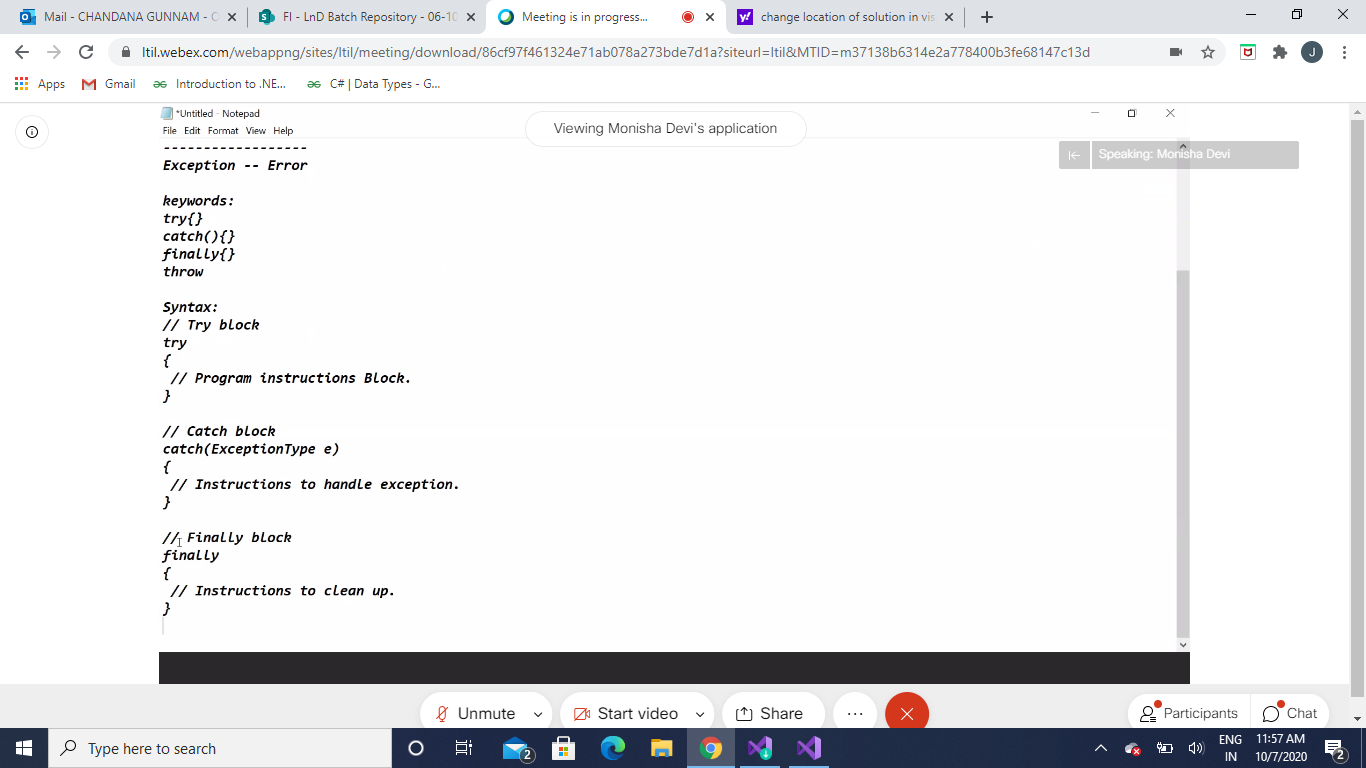 Mail - CHANDANA GUNNAM - O
FI - LnD Batch Repository - 06-10
Meeting is in progress...
change location of solution in vis
ltil.webex.com/webappng/sites/ltil/meeting/download/86cf97f461324e71ab078a273bde7d1a?siteurl=ltil&MTID=m37138b6314e2a778400b3fe68147c13d
J
Apps
Gmail
Introduction to .NE...
C# | Data Types - G...
*Untitled - Notepad
File Edit Format View Help
Viewing Monisha Devi's application
Speaking: Monisha Devi
------------------
Exception -- Error
keywords:
try{}
catch(){}
finally{}
throw
Syntax:
// Try block
try
{
// Program instructions Block.
}
// Catch block
catch(ExceptionType e)
{
// Instructions to handle exception.
}
// Finally block
finally
{
// Instructions to clean up.
}
Unmute
Start video
Share
...
Participants
Chat
Type here to search
2
ENG
IN
11:57 AM
10/7/2020
2